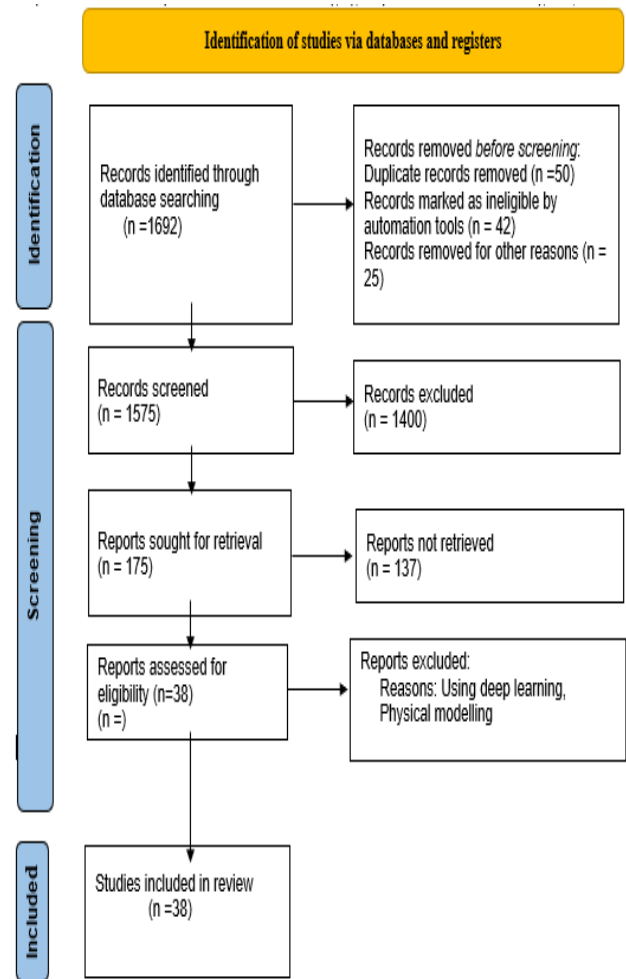 Identification of studies via databases and registers
Identification
Records identified through
database searching
(n =1692)
Records removed before screening:
Duplicate records removed (n =50)
Records marked as ineligible by
automation tools (n = 42)
Records removed for other reasons (n =
25)
Screening
Records screened
(n = 1575)
Records excluded
(n = 1400)
Reports sought for retrieval
(n = 175)
Reports not retrieved
(n = 137)
Reports assessed for
eligibility (n=38)
(n =)
Reports excluded:
Reasons: Using deep learning,
Physical modelling
Included
Studies included in review
(n =38)